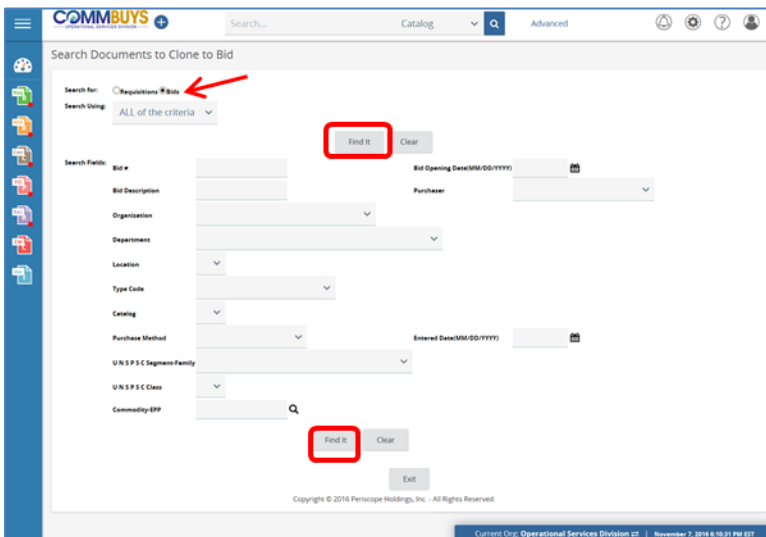 COMMBUYS
OPERATIONAL SERVICES DIVISION
Search... Catalog Advanced
Search Documents to Clone to Bid
Search for: Requisitions Bids
Search Using: ALL of the criteria
Find It Clear
Search Fields: Bid # Bid Opening Date(MM/DD/YYYY)
Bid Description Purchaser
Organization
Department
Location
Type Code
Catalog
Purchase Method Entered Date(MM/DD/YYYY)
U N S P S C Segment-Family
U N S P S C Class
Commodity-EPP
Find It Clear
Exit
Copyright © 2016 Periscope Holdings, Inc. - All Rights Reserved.
Current Org: Operational Services Division | November 7, 2016 6:10:31 PM EST